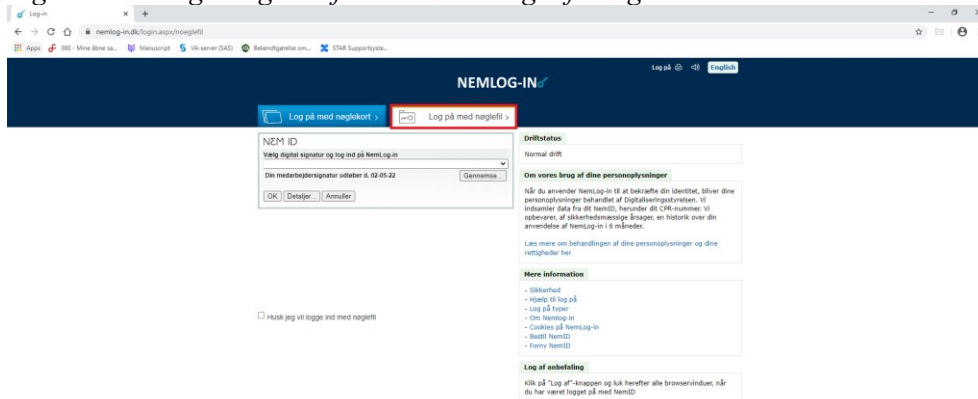 Log-in
nemlog-in.dk/login.aspx/noeglefil
Apps
360 - Mine åbne sa...
Manuscript
VA-server (SAS)
Bekendtgørelse om...
STAR Supportsyste...
Log på
English
NEMLOG-IN
Log på med nøglekort >
Log på med nøglefil >
NEM ID
Vælg digital signatur og log ind på NemLog-in
Din medarbejdersignatur udløber d. 02-05-22
Gennemse...
OK
Detaljer...
Annuller
Husk jeg vil logge ind med nøglefil
Driftstatus
Normal drift
Om vores brug af dine personoplysninger
Når du anvender NemLog-in til at bekræfte din identitet, bliver dine
personoplysninger behandlet af Digitaliseringsstyrelsen. Vi
indsamler data fra dit NemID, herunder dit CPR-nummer. Vi
opbevarer, af sikkerhedsmæssige årsager, en historik over din
anvendelse af NemLog-in i 6 måneder.
Læs mere om behandlingen af dine personoplysninger og dine
rettigheder her
Mere information
- Sikkerhed
- Hjælp til log på
- Log på typer
- Om Nemlog-in
- Cookies på NemLog-in
- Bestil NemID
- Forny NemID
Log af anbefaling
Klik på "Log af"-knappen og luk herefter alle browservinduer, når
du har været logget på med NemID